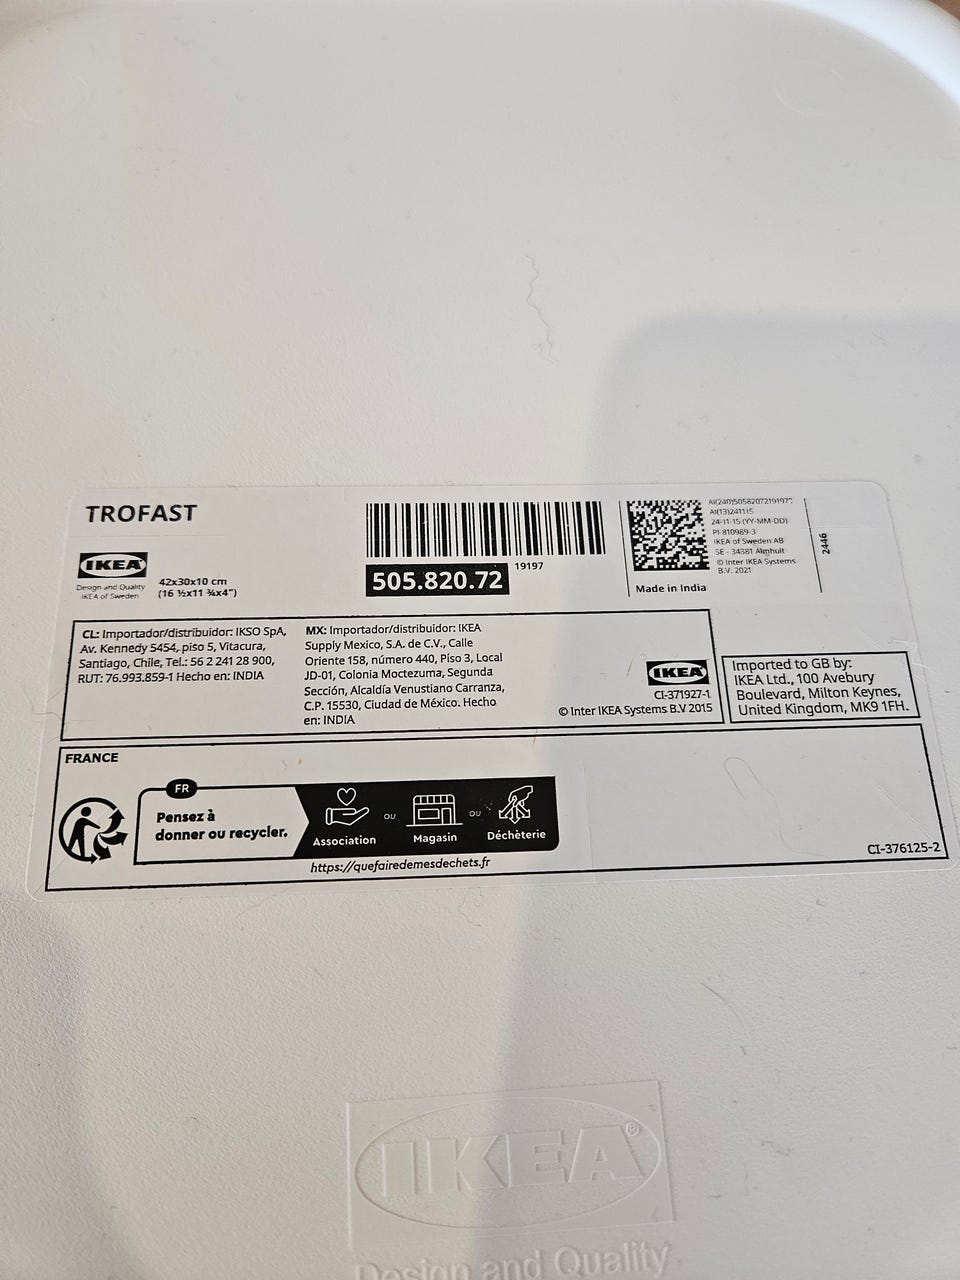 TROFAST
IKEA
Design and Quality
IKEA of Sweden
42x30x10 cm
(16 ½x11 ¾x4")
505.820.72
19197
AI(13)241115
24-11-15 (YY-MM-DD)
PI-810989-3
IKEA of Sweden AB
SE - 34381 Älmhult
© Inter IKEA Systems
B.V. 2021
Made in India
2446
CL: Importador/distribuidor: IKSO SpA,
Av. Kennedy 5454, piso 5, Vitacura,
Santiago, Chile, Tel.: 56 2 241 28 900,
RUT: 76.993.859-1 Hecho en: INDIA
MX: Importador/distribuidor: IKEA
Supply Mexico, S.A. de C.V., Calle
Oriente 158, número 440, Piso 3, Local
JD-01, Colonia Moctezuma, Segunda
Sección, Alcaldía Venustiano Carranza,
C.P. 15530, Ciudad de México. Hecho
en: INDIA
IKEA
CI-371927-1
© Inter IKEA Systems B.V 2015
Imported to GB by:
IKEA Ltd., 100 Avebury
Boulevard, Milton Keynes,
United Kingdom, MK9 1FH.
FRANCE
FR
Pensez à
donner ou recycler.
Association
OU
Magasin
OU
Déchèterie
https://quefairedemesdechets.fr
CI-376125-2
IKEA®
Design and Quality